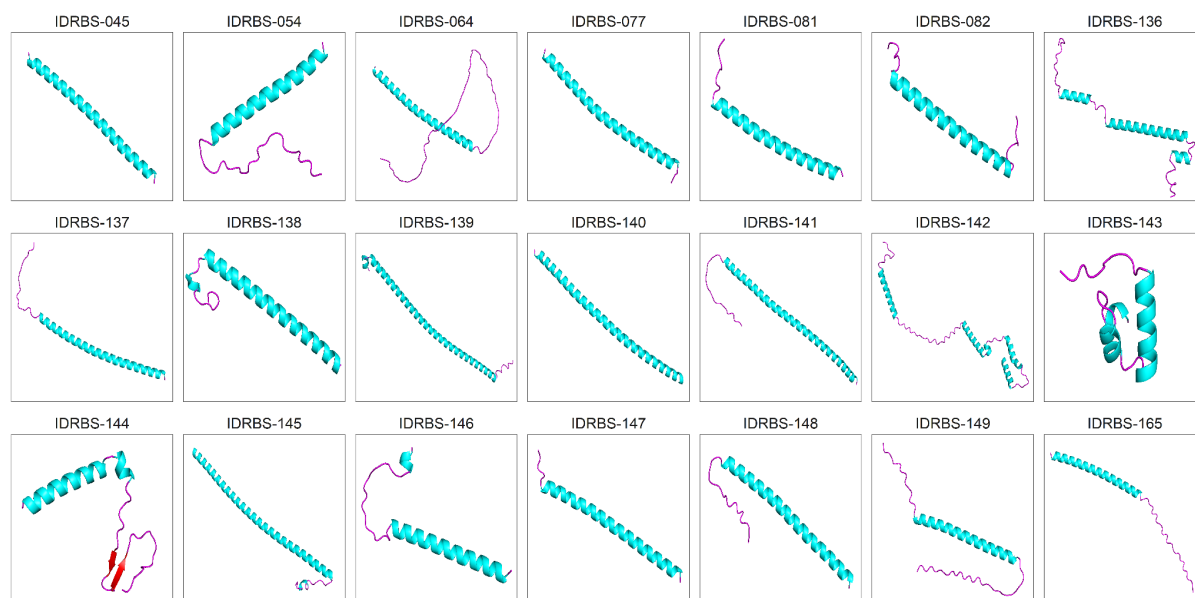 IDRBS-045 IDRBS-054 IDRBS-064 IDRBS-077 IDRBS-081 IDRBS-082 IDRBS-136
IDRBS-137 IDRBS-138 IDRBS-139 IDRBS-140 IDRBS-141 IDRBS-142 IDRBS-143
IDRBS-144 IDRBS-145 IDRBS-146 IDRBS-147 IDRBS-148 IDRBS-149 IDRBS-165